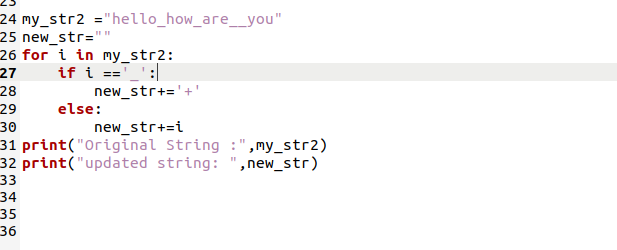 23
24 my_str2 ="hello_how_are__you"
25 new_str=""
26 for i in my_str2:
27     if i =='_':
28         new_str+='+'
29     else:
30         new_str+=i
31 print("Original String :",my_str2)
32 print("updated string: ",new_str)
33
34
35
36